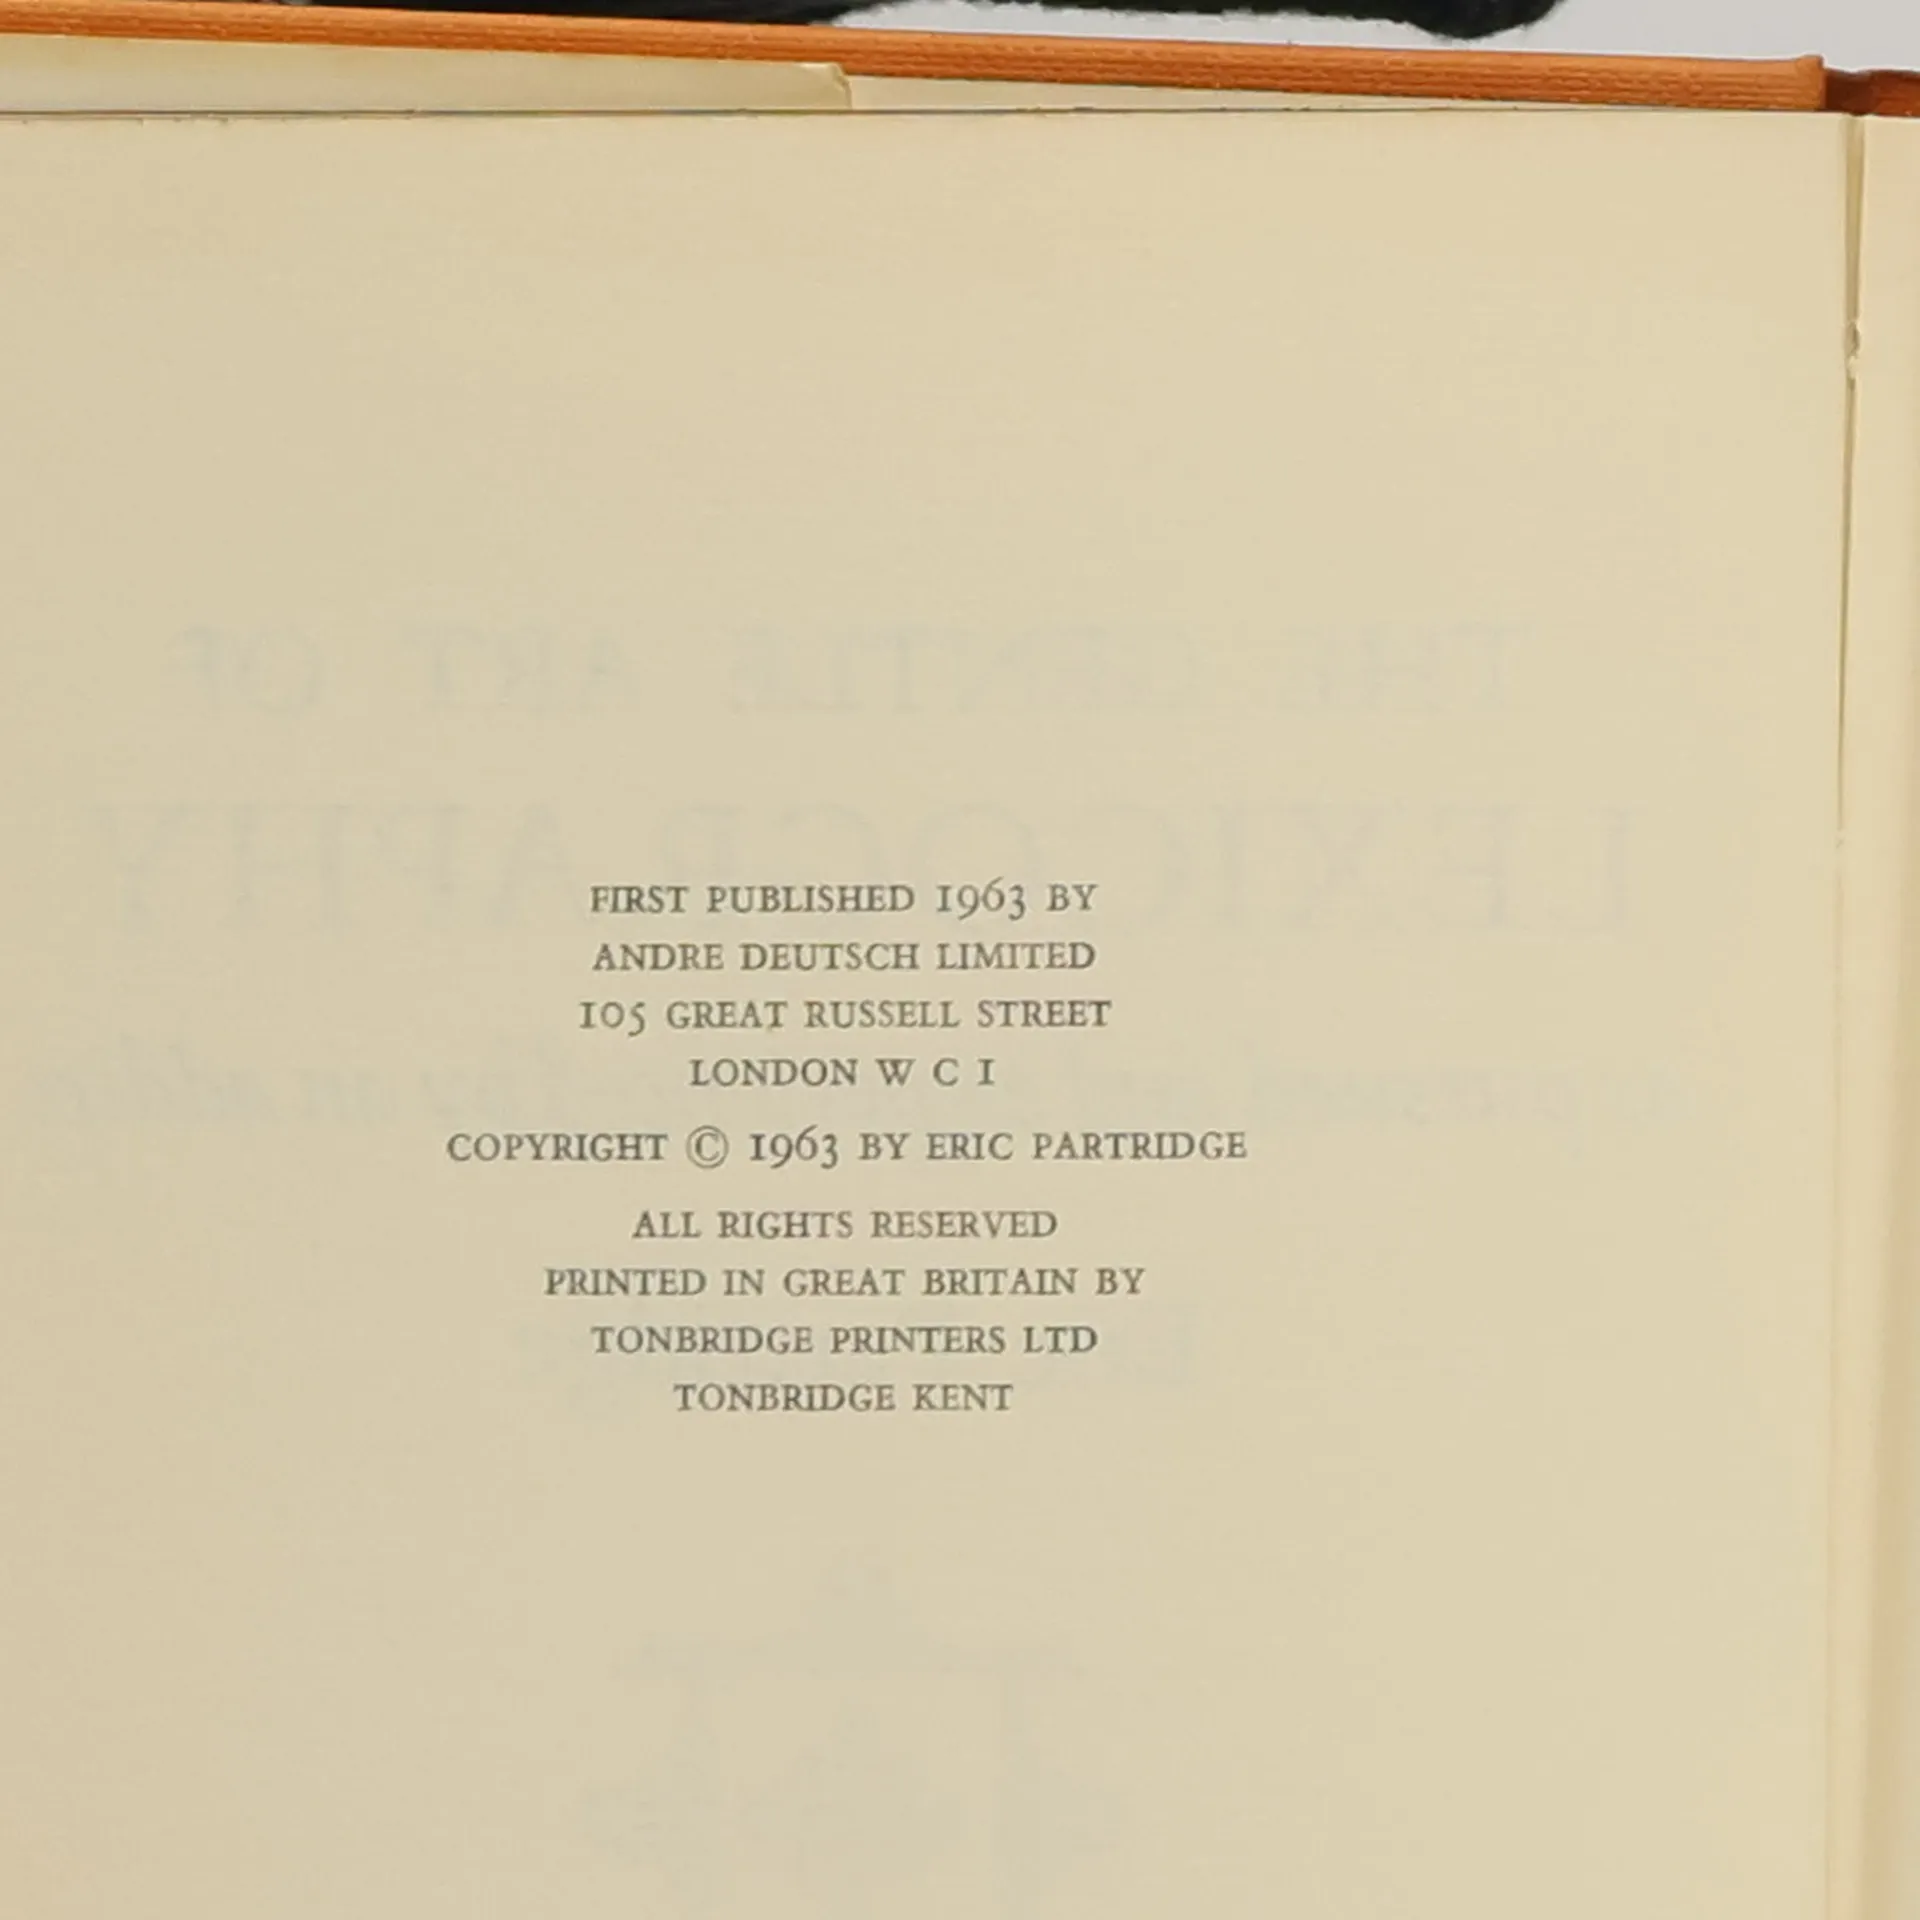 FIRST PUBLISHED 1963 BY
ANDRE DEUTSCH LIMITED
105 GREAT RUSSELL STREET
LONDON W C 1
COPYRIGHT © 1963 BY ERIC PARTRIDGE
ALL RIGHTS RESERVED
PRINTED IN GREAT BRITAIN BY
TONBRIDGE PRINTERS LTD
TONBRIDGE KENT